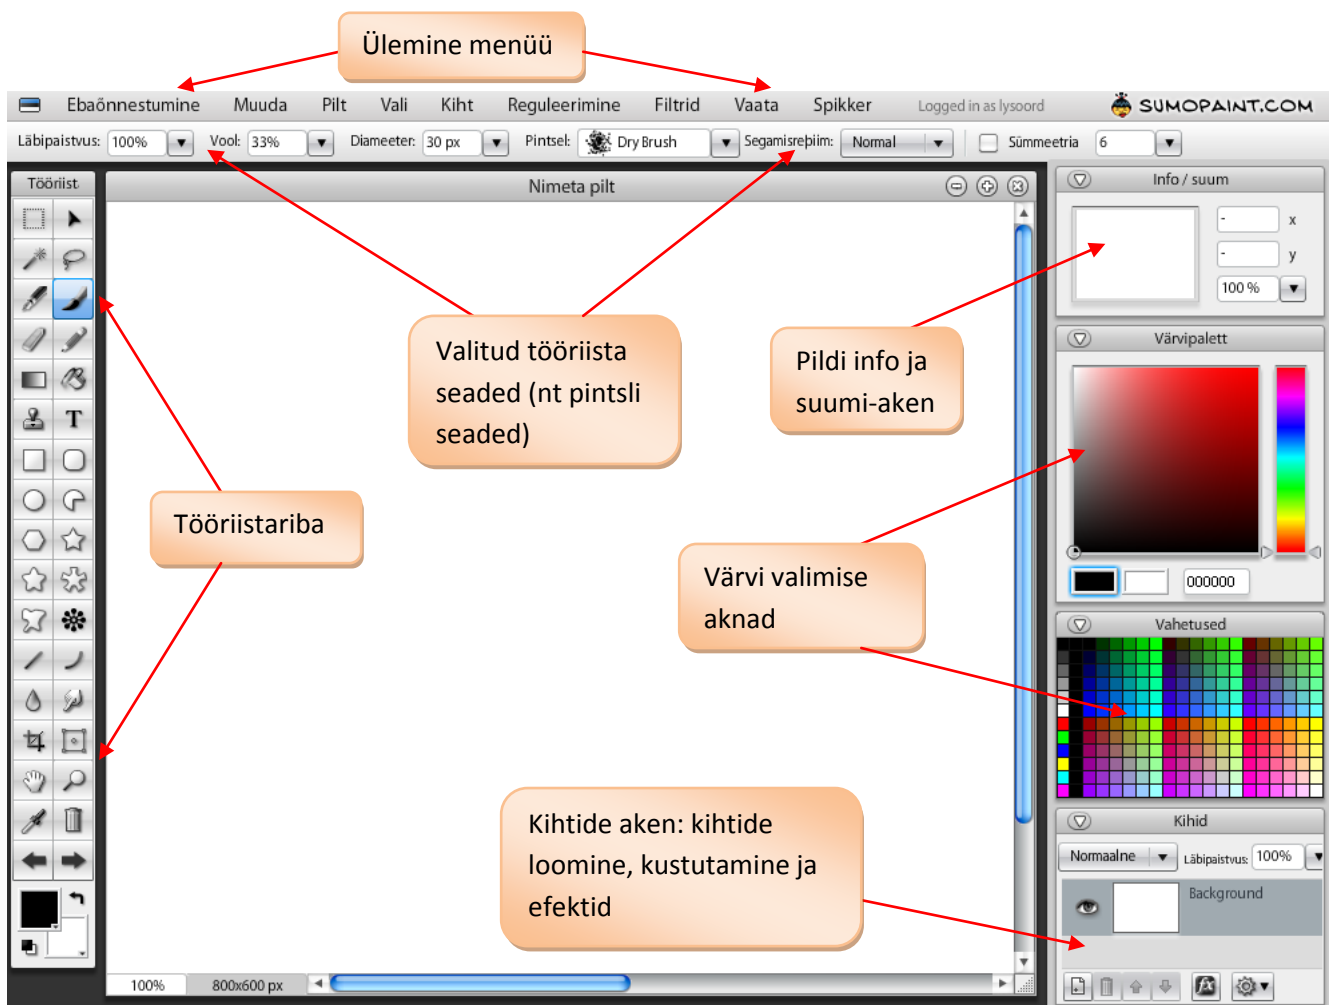 Ülemine menüü
Ebaõnnestumine Muuda Pilt Vali Kiht Reguleerimine Filtrid Vaata Spikker Logged in as lysoord SUMOPAINT.COM
Läbipaistvus: 100% Vool: 33% Diameeter: 30 px Pintsel: Dry Brush Segamisreþiim: Normal Sümmeetria 6
Tööriist
Nimeta pilt
Info / suum
x
y
100 %
Valitud tööriista
seaded (nt pintsli
seaded)
Pildi info ja
suumi-aken
Värvipalett
T
Tööriistariba
Värvi valimise
aknad
000000
Vahetused
Kihtide aken: kihtide
loomine, kustutamine ja
efektid
Kihid
Normaalne Läbipaistvus: 100%
Background
100% 800x600 px
fx